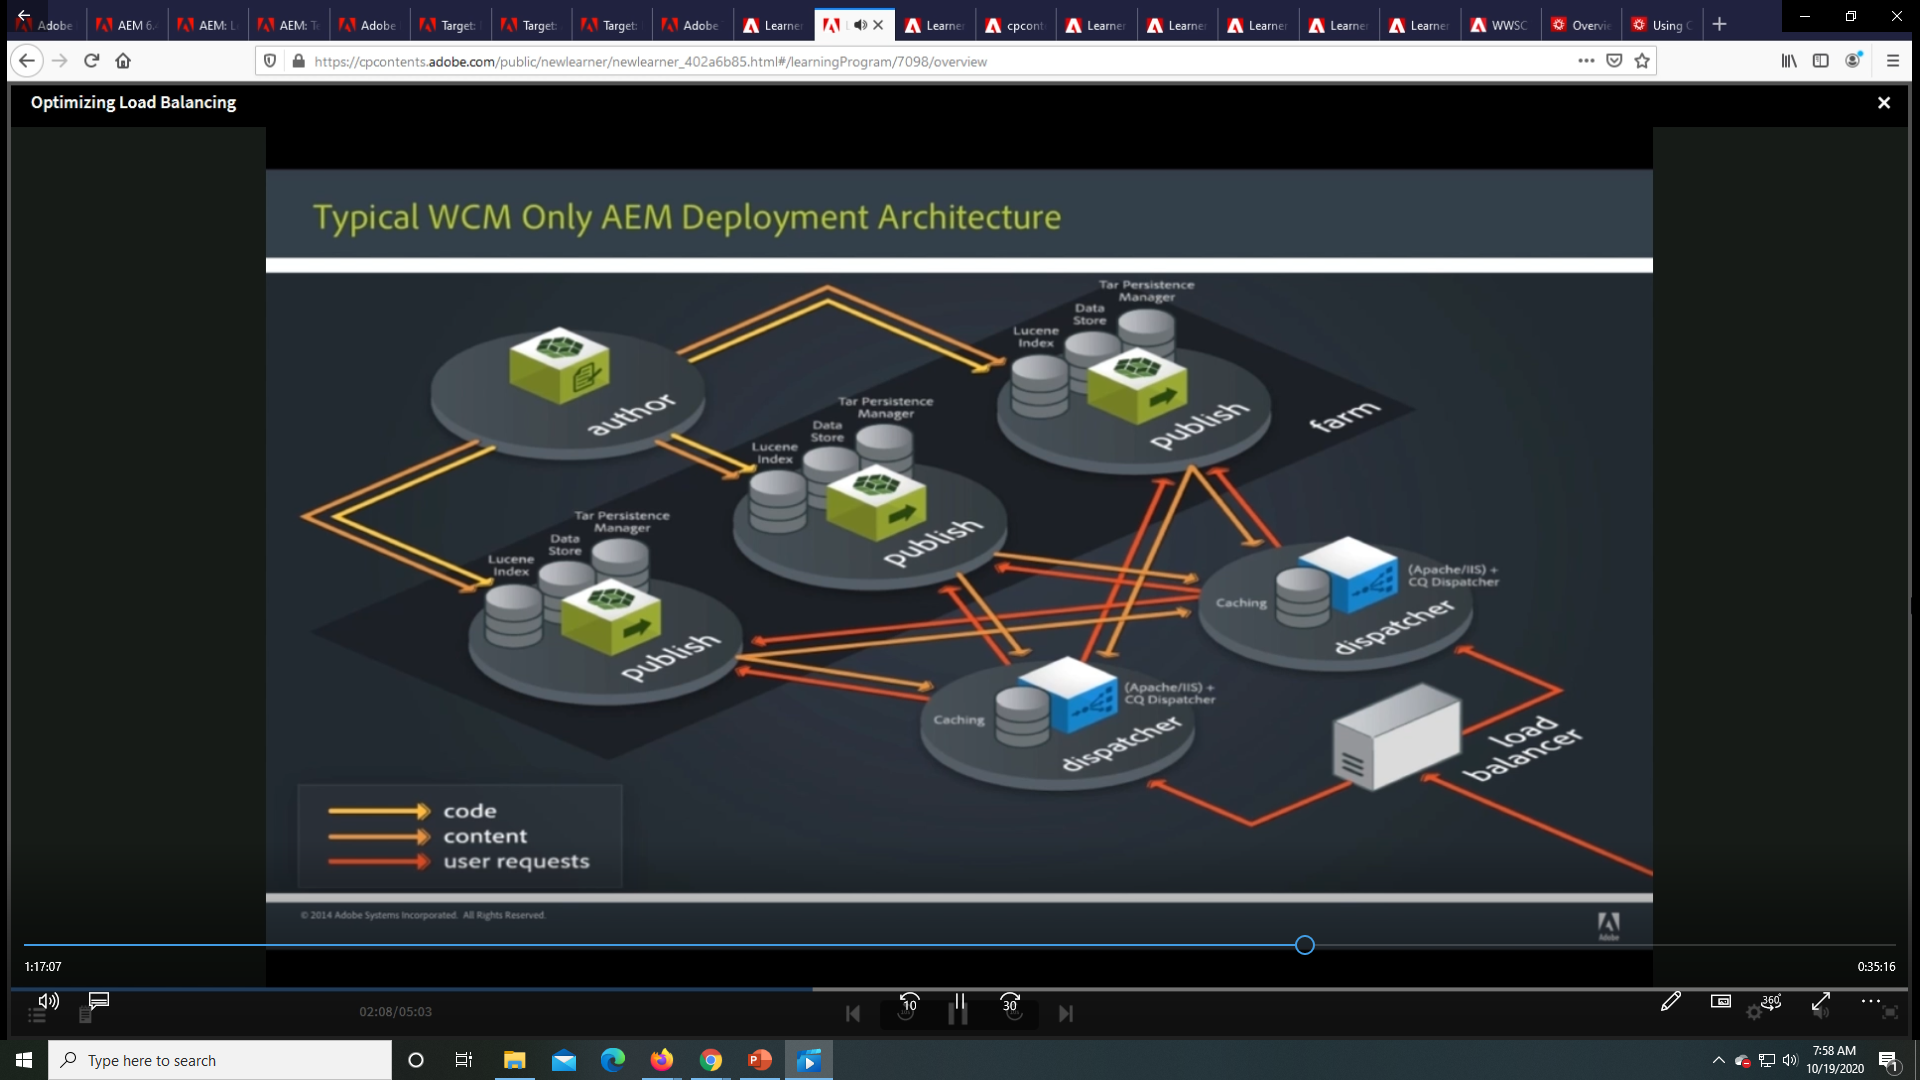 Adobe
AEM 6.
AEM: L
AEM: Te
Adobe
Target:
Target:
Target:
Adobe
Learner
Learner
cpcont
Learner
Learner
Learner
Learner
Learner
WWSC
Overvie
Using C
https://cpcontents.adobe.com/public/newlearner/newlearner_402a6b85.html#/learningProgram/7098/overview
Optimizing Load Balancing
Typical WCM Only AEM Deployment Architecture
Tar Persistence
Manager
Data
Store
Lucene
Index
publish
farm
author
Tar Persistence
Manager
Data
Store
Lucene
Index
publish
Tar Persistence
Manager
Data
Store
Lucene
Index
publish
Caching
(Apache/IIS) +
CQ Dispatcher
dispatcher
Caching
(Apache/IIS) +
CQ Dispatcher
dispatcher
load
balancer
code
content
user requests
© 2014 Adobe Systems Incorporated. All Rights Reserved.
Adobe
1:17:07
0:35:16
02:08/05:03
10
30
360°
Type here to search
7:58 AM
10/19/2020
1